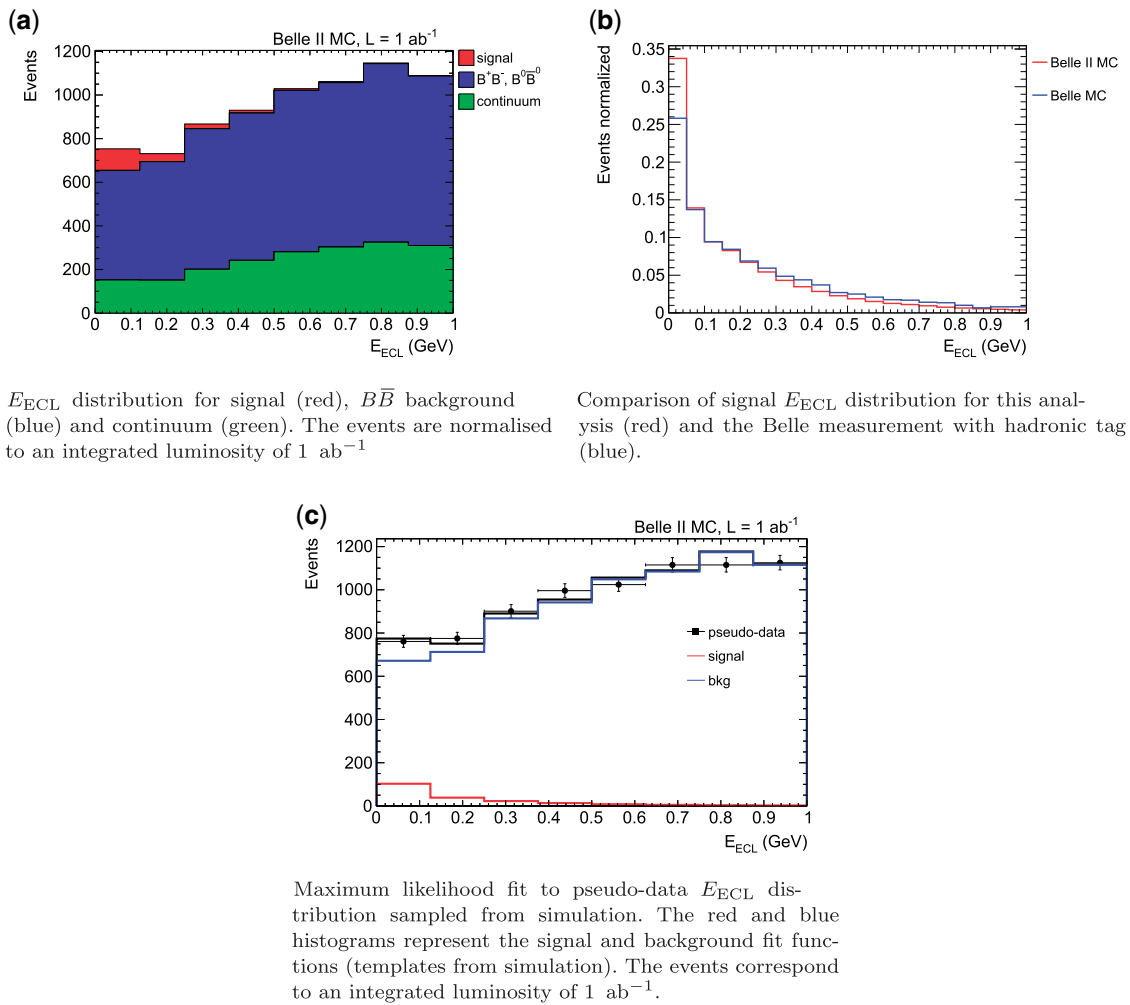 (a)
Belle II MC, L = 1 ab⁻¹
Events
1200
1000
800
600
400
200
0
0 0.1 0.2 0.3 0.4 0.5 0.6 0.7 0.8 0.9 1
E_ECL (GeV)
signal
B⁺B⁻, B⁰B̅⁰
continuum
E_ECL distribution for signal (red), BB̅ background
(blue) and continuum (green). The events are normalised
to an integrated luminosity of 1 ab⁻¹
(b)
Events normalized
0.35
0.3
0.25
0.2
0.15
0.1
0.05
0
0.1 0.2 0.3 0.4 0.5 0.6 0.7 0.8 0.9 1
E_ECL (GeV)
Belle II MC
Belle MC
Comparison of signal E_ECL distribution for this anal-
ysis (red) and the Belle measurement with hadronic tag
(blue).
(c)
Belle II MC, L = 1 ab⁻¹
Events
1200
1000
800
600
400
200
0
0 0.1 0.2 0.3 0.4 0.5 0.6 0.7 0.8 0.9 1
E_ECL (GeV)
pseudo-data
signal
bkg
Maximum likelihood fit to pseudo-data E_ECL dis-
tribution sampled from simulation. The red and blue
histograms represent the signal and background fit func-
tions (templates from simulation). The events correspond
to an integrated luminosity of 1 ab⁻¹.